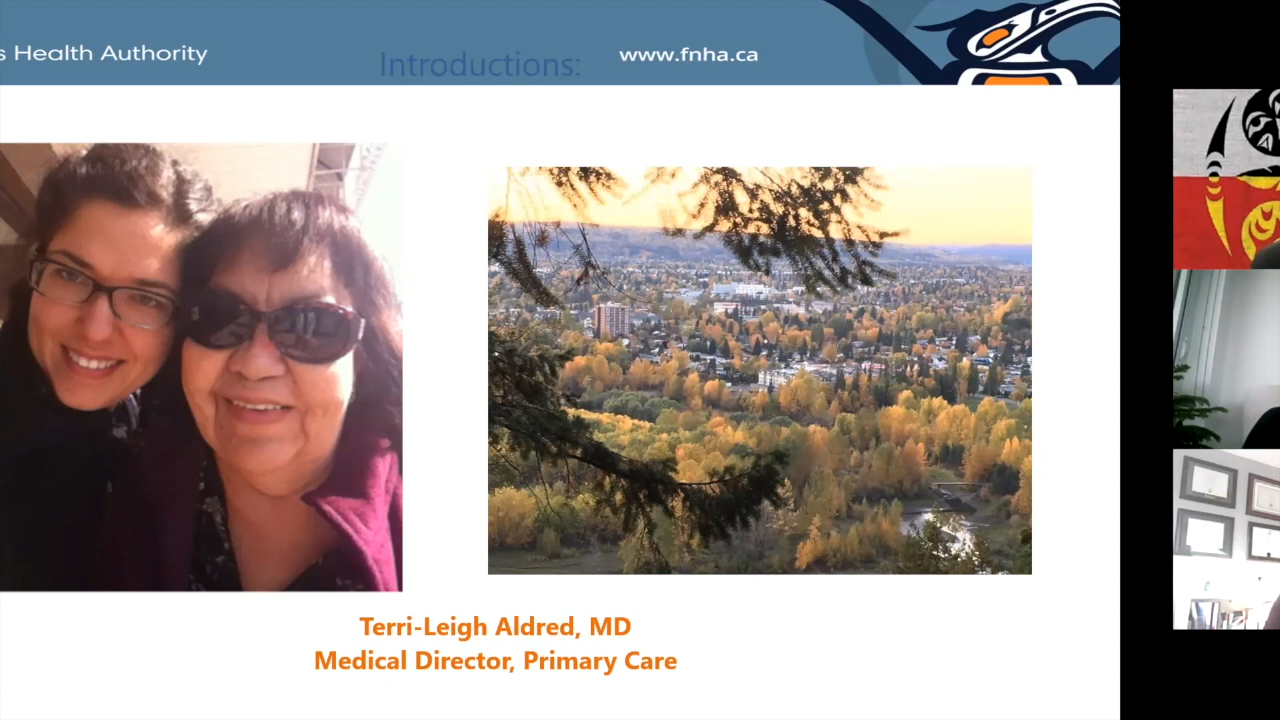 s Health Authority
Introductions:
www.fnha.ca
Terri-Leigh Aldred, MD
Medical Director, Primary Care